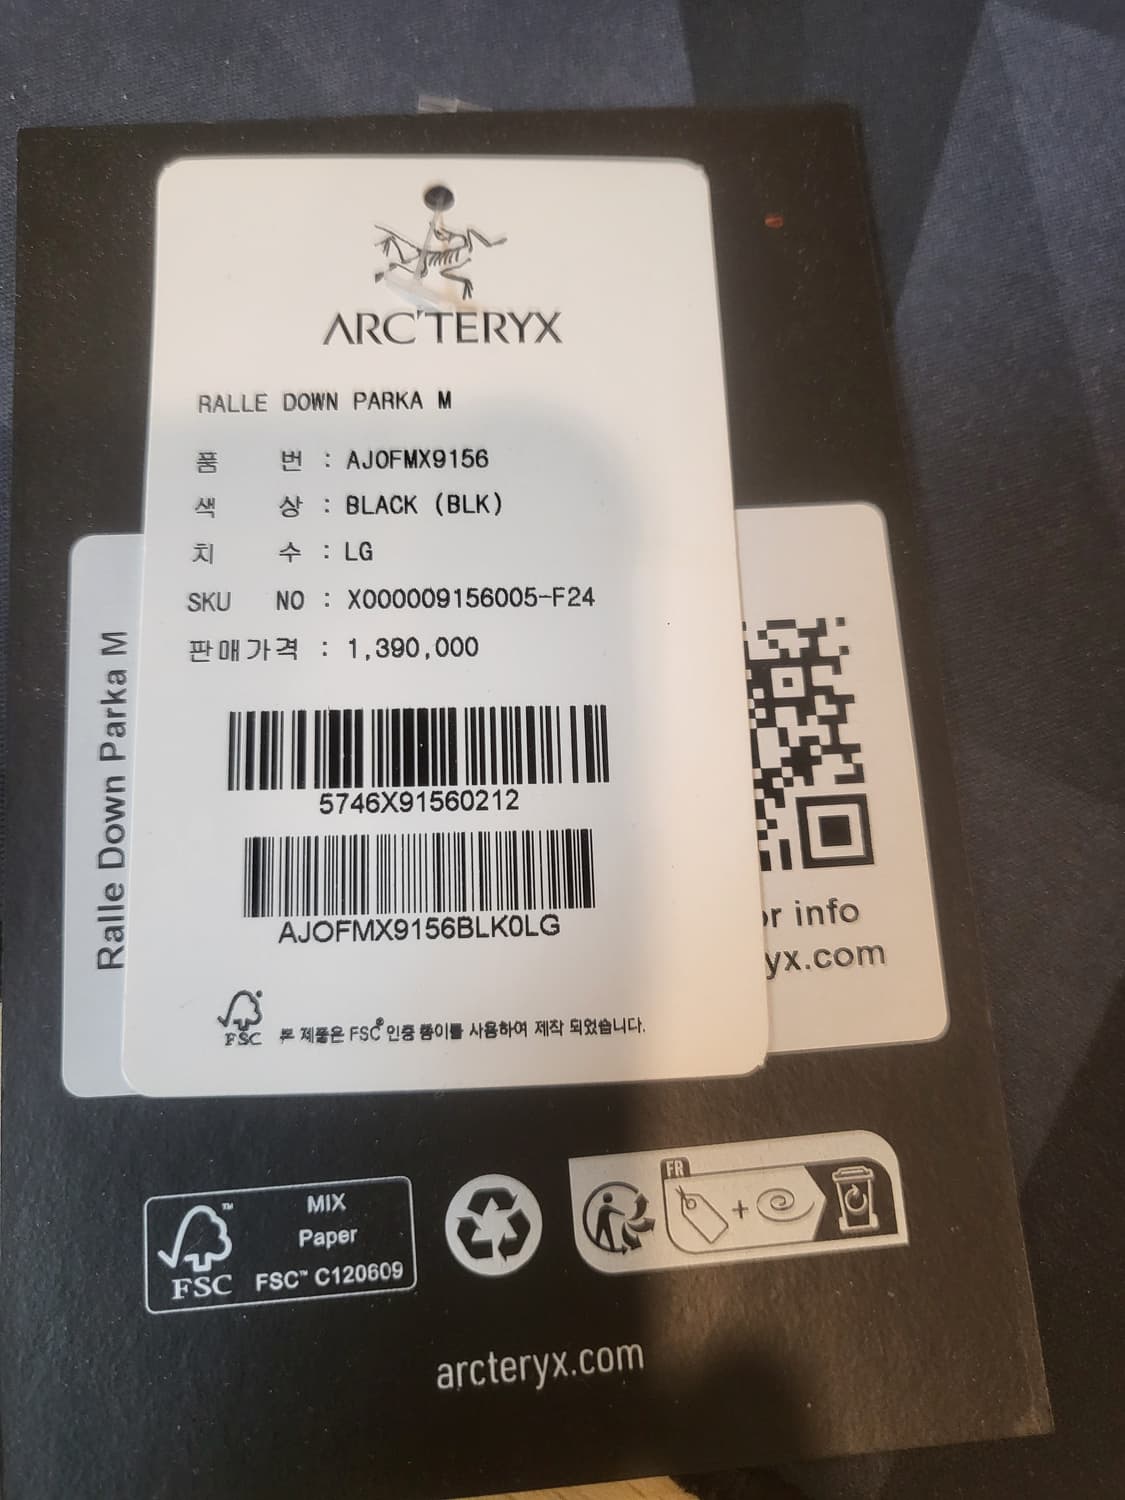 ARC'TERYX
RALLE DOWN PARKA M
품 번 : AJOFMX9156
색 상 : BLACK (BLK)
치 수 : LG
SKU NO : X000009156005-F24
판매가격 : 1,390,000
5746X91560212
AJOFMX9156BLK0LG
FSC 본 제품은 FSC® 인증 종이를 사용하여 제작 되었습니다.
Ralle Down Parka M
or info
yx.com
FSC™
MIX
Paper
FSC™ C120609
FR
+
arcteryx.com